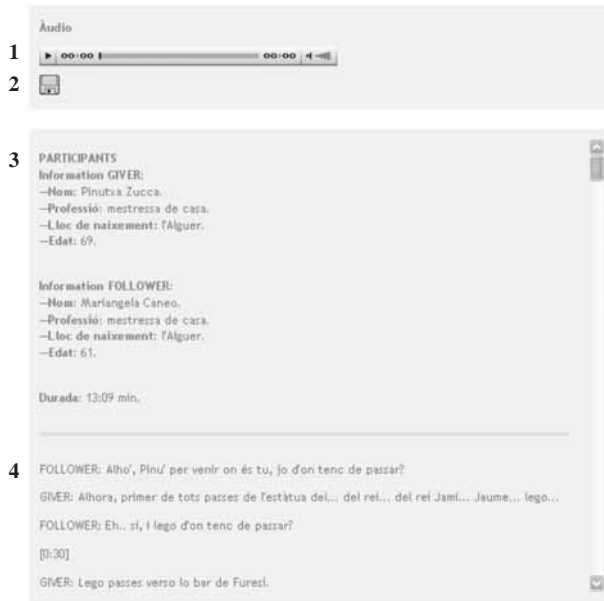 Àudio
1 00:00 00:00
2
3 PARTICIPANTS
Information GIVER:
—Nom: Pinutxa Zucca.
—Professió: mestressa de casa.
—Lloc de naixement: l'Alguer.
—Edat: 69.
Information FOLLOWER:
—Nom: Mariangela Caneo.
—Professió: mestressa de casa.
—Lloc de naixement: l'Alguer.
—Edat: 61.
Durada: 13:09 min.
4 FOLLOWER: Alho', Pinu' per venir on és tu, jo d'on tenc de passar?
GIVER: Alhora, primer de tots passes de l'estàtua del... del rei... del rei Jami... Jaume... lego...
FOLLOWER: Eh.. sí, i lego d'on tenc de passar?
[0:30]
GIVER: Lego passes verso lo bar de Furesi.